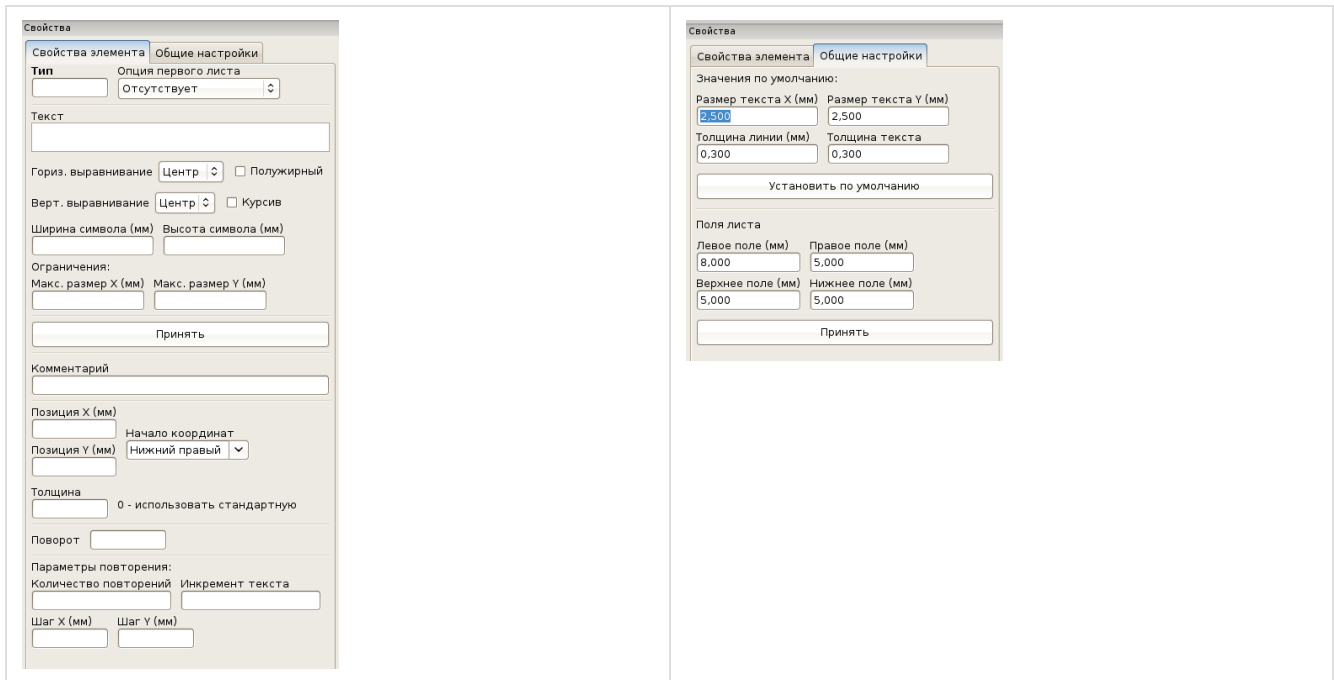 Свойства
Свойства элемента Общие настройки
Тип Опция первого листа
Отсутствует
Текст
Гориз. выравнивание Центр Полужирный
Верт. выравнивание Центр Курсив
Ширина символа (мм) Высота символа (мм)
Ограничения:
Макс. размер X (мм) Макс. размер Y (мм)
Принять
Комментарий
Позиция X (мм)
Начало координат
Позиция Y (мм) Нижний правый
Толщина
0 - использовать стандартную
Поворот
Параметры повторения:
Количество повторений Инкремент текста
Шаг X (мм) Шаг Y (мм)
Свойства
Свойства элемента Общие настройки
Значения по умолчанию:
Размер текста X (мм) Размер текста Y (мм)
2,500 2,500
Толщина линии (мм) Толщина текста
0,300 0,300
Установить по умолчанию
Поля листа
Левое поле (мм) Правое поле (мм)
8,000 5,000
Верхнее поле (мм) Нижнее поле (мм)
5,000 5,000
Принять